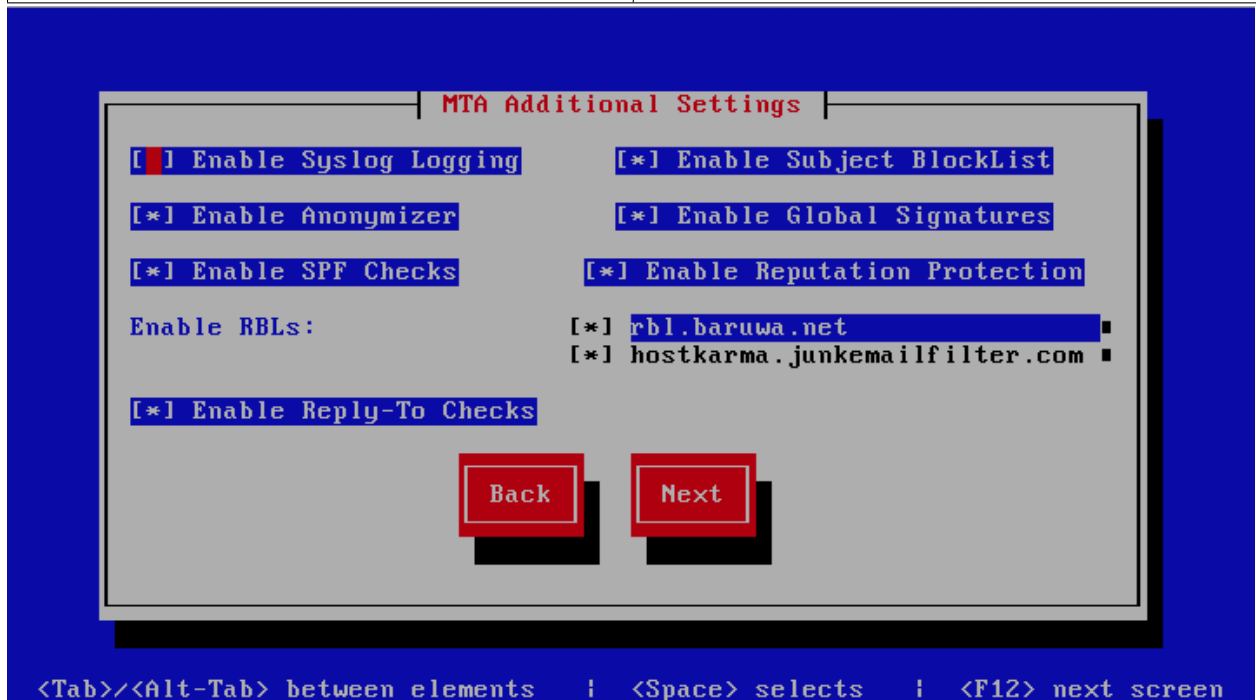 MTA Additional Settings
[ ] Enable Syslog Logging [*] Enable Subject BlockList
[*] Enable Anonymizer [*] Enable Global Signatures
[*] Enable SPF Checks [*] Enable Reputation Protection
Enable RBLs: [*] rbl.baruwa.net
[*] hostkarma.junkemailfilter.com
[*] Enable Reply-To Checks
Back Next
<Tab>/<Alt-Tab> between elements | <Space> selects | <F12> next screen